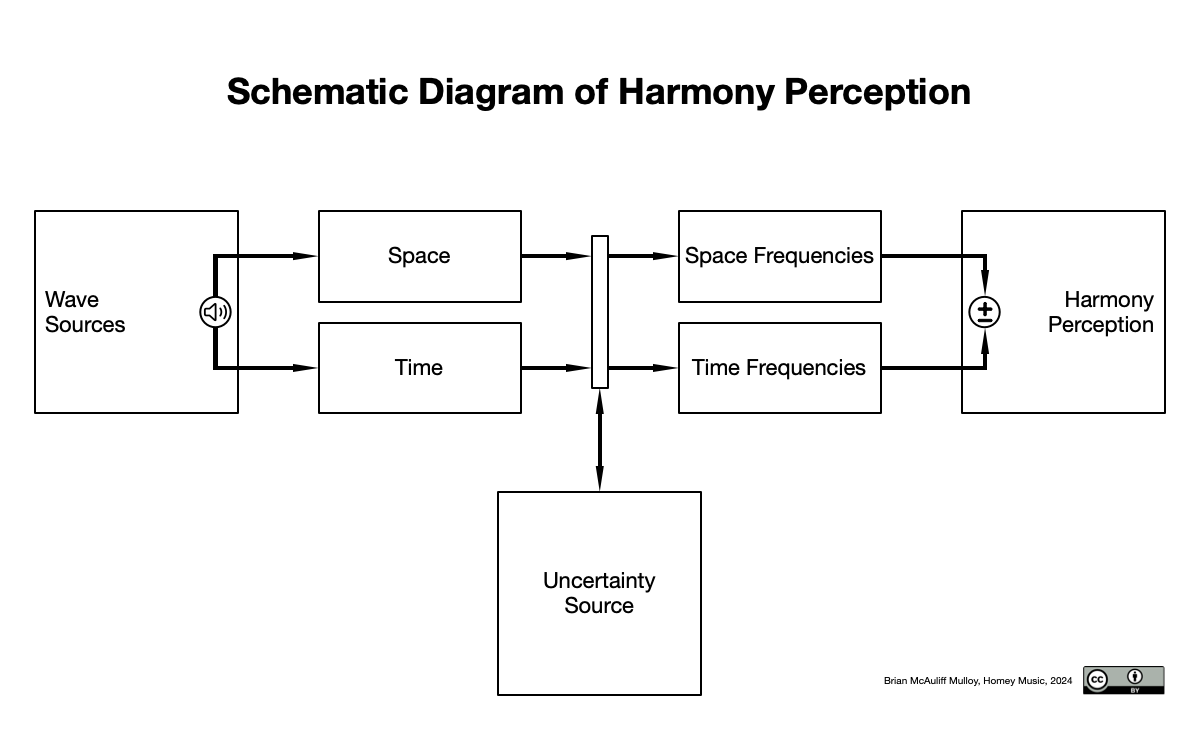 Schematic Diagram of Harmony Perception
Wave
Sources
Space
Time
Space Frequencies
Time Frequencies
±
Harmony
Perception
Uncertainty
Source
Brian McAuliff Mulloy, Homey Music, 2024
cc
BY